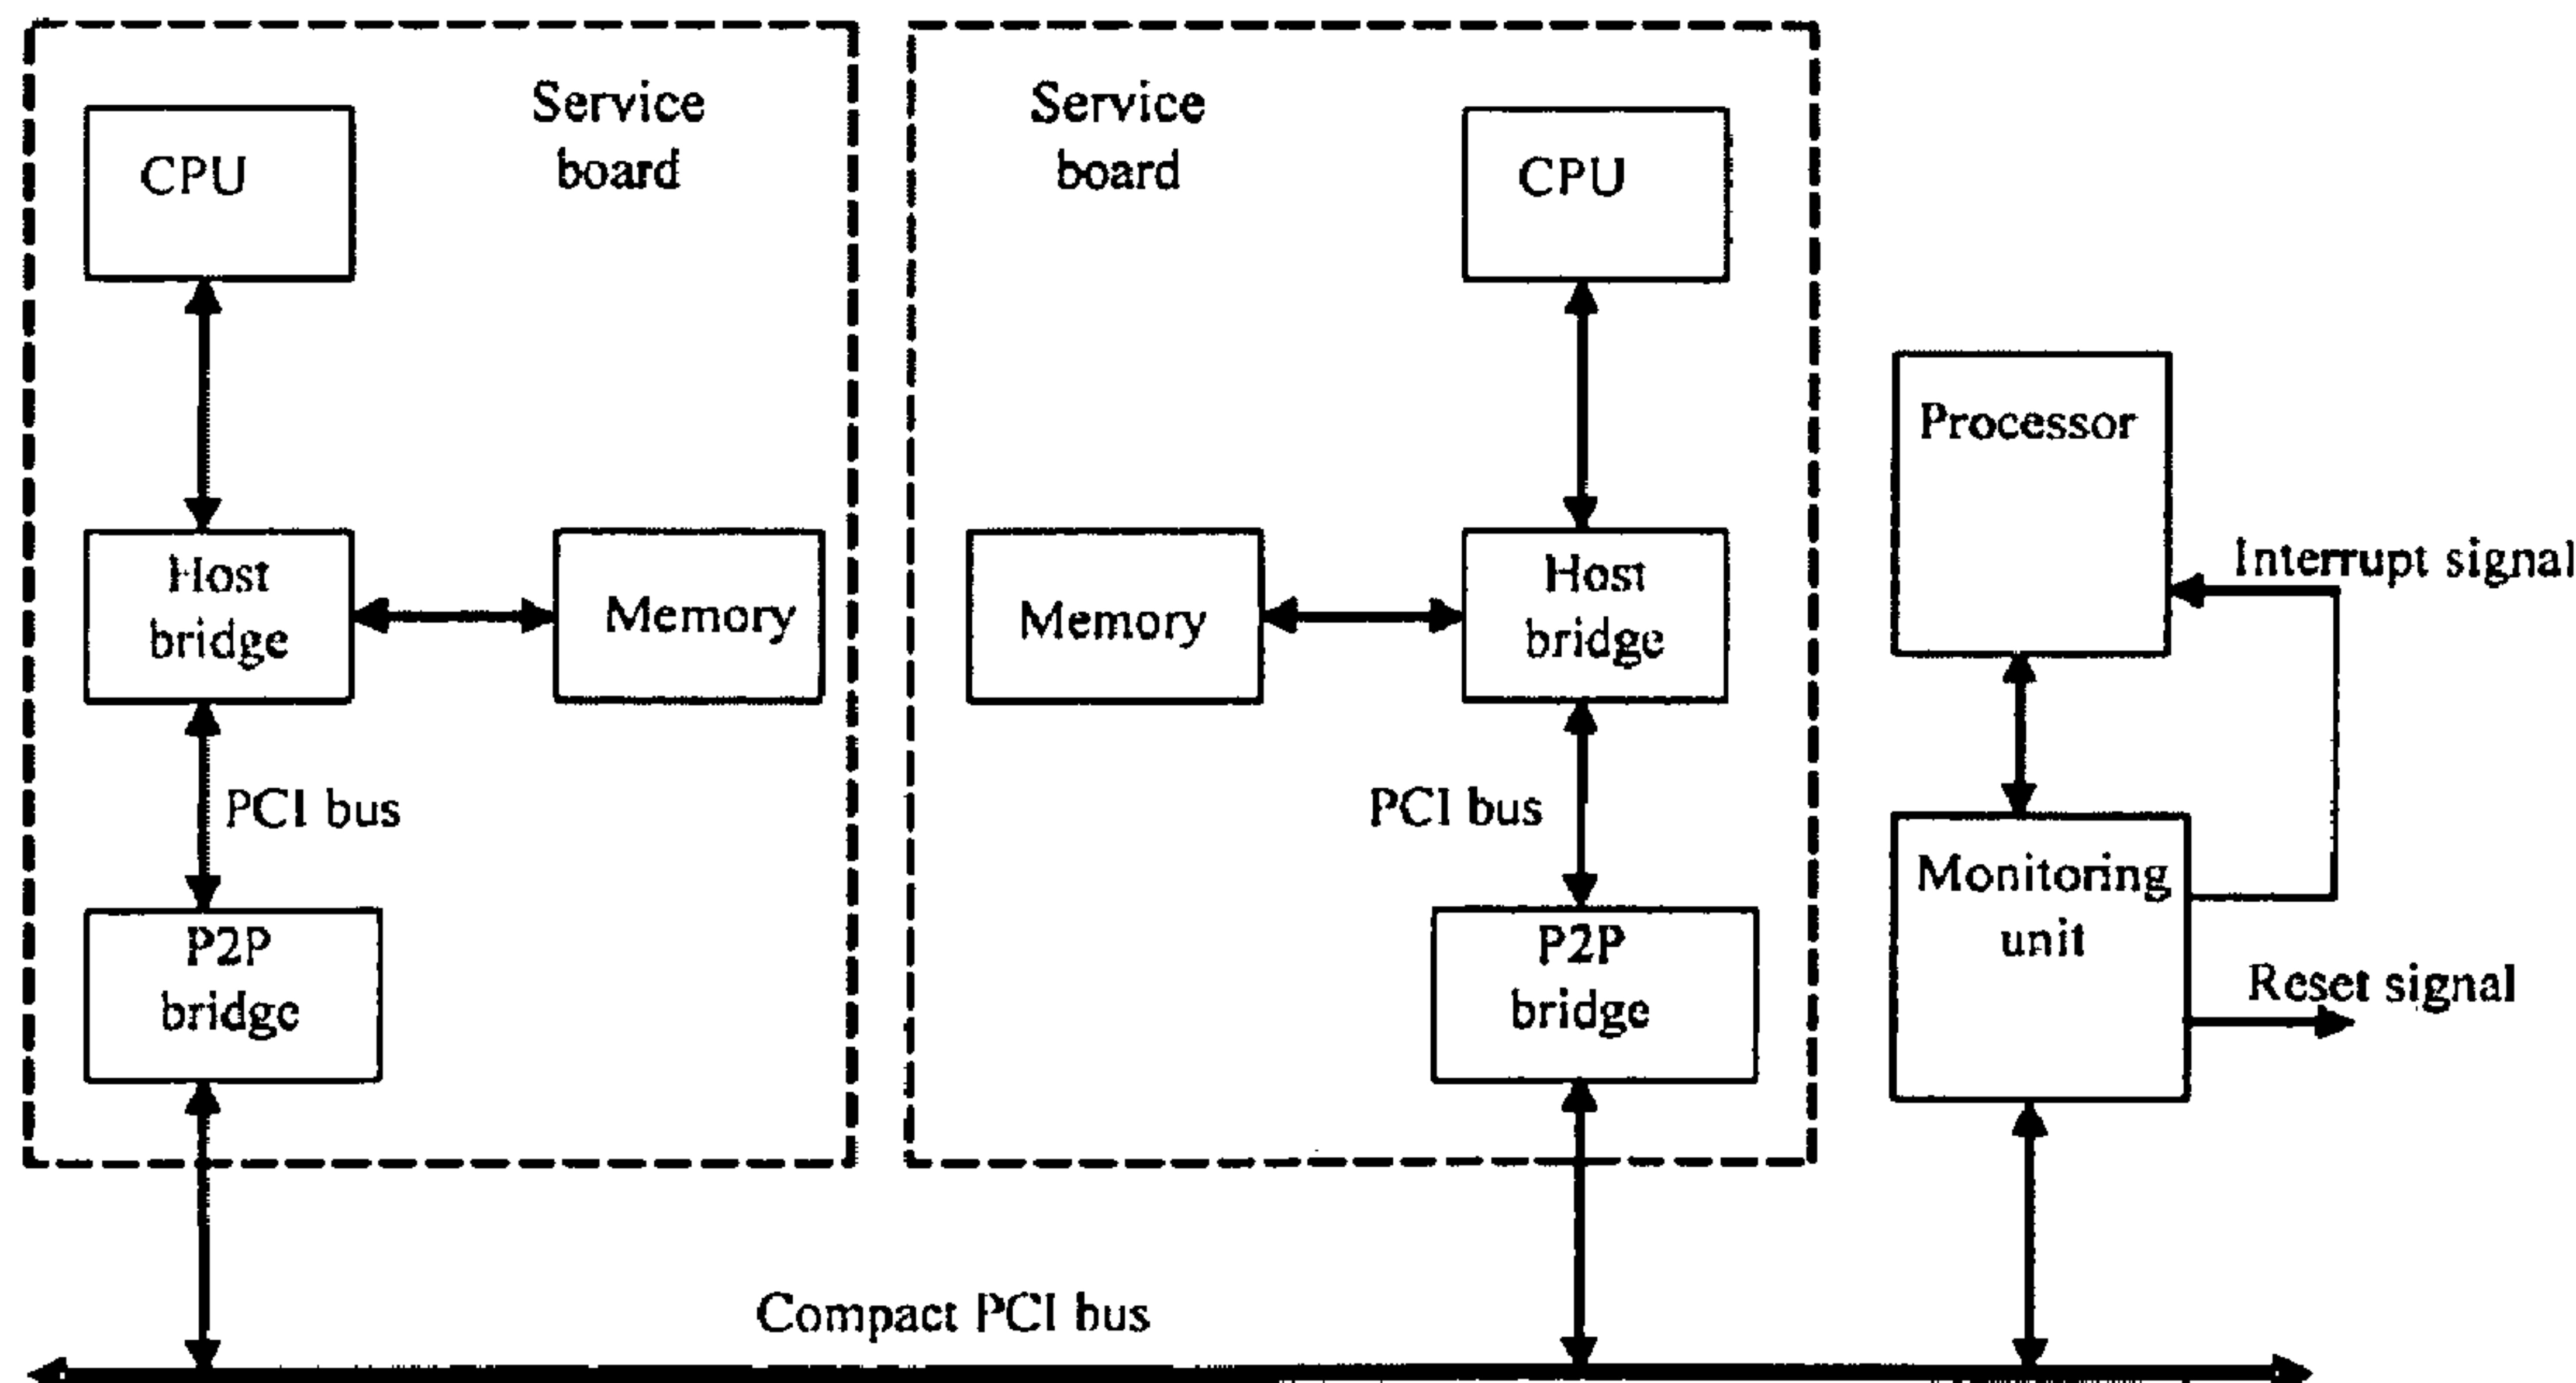 Service
board
CPU
Host
bridge
Memory
PCI bus
P2P
bridge
Service
board
CPU
Memory
Host
bridge
PCI bus
P2P
bridge
Processor
Interrupt signal
Monitoring
unit
Reset signal
Compact PCI bus